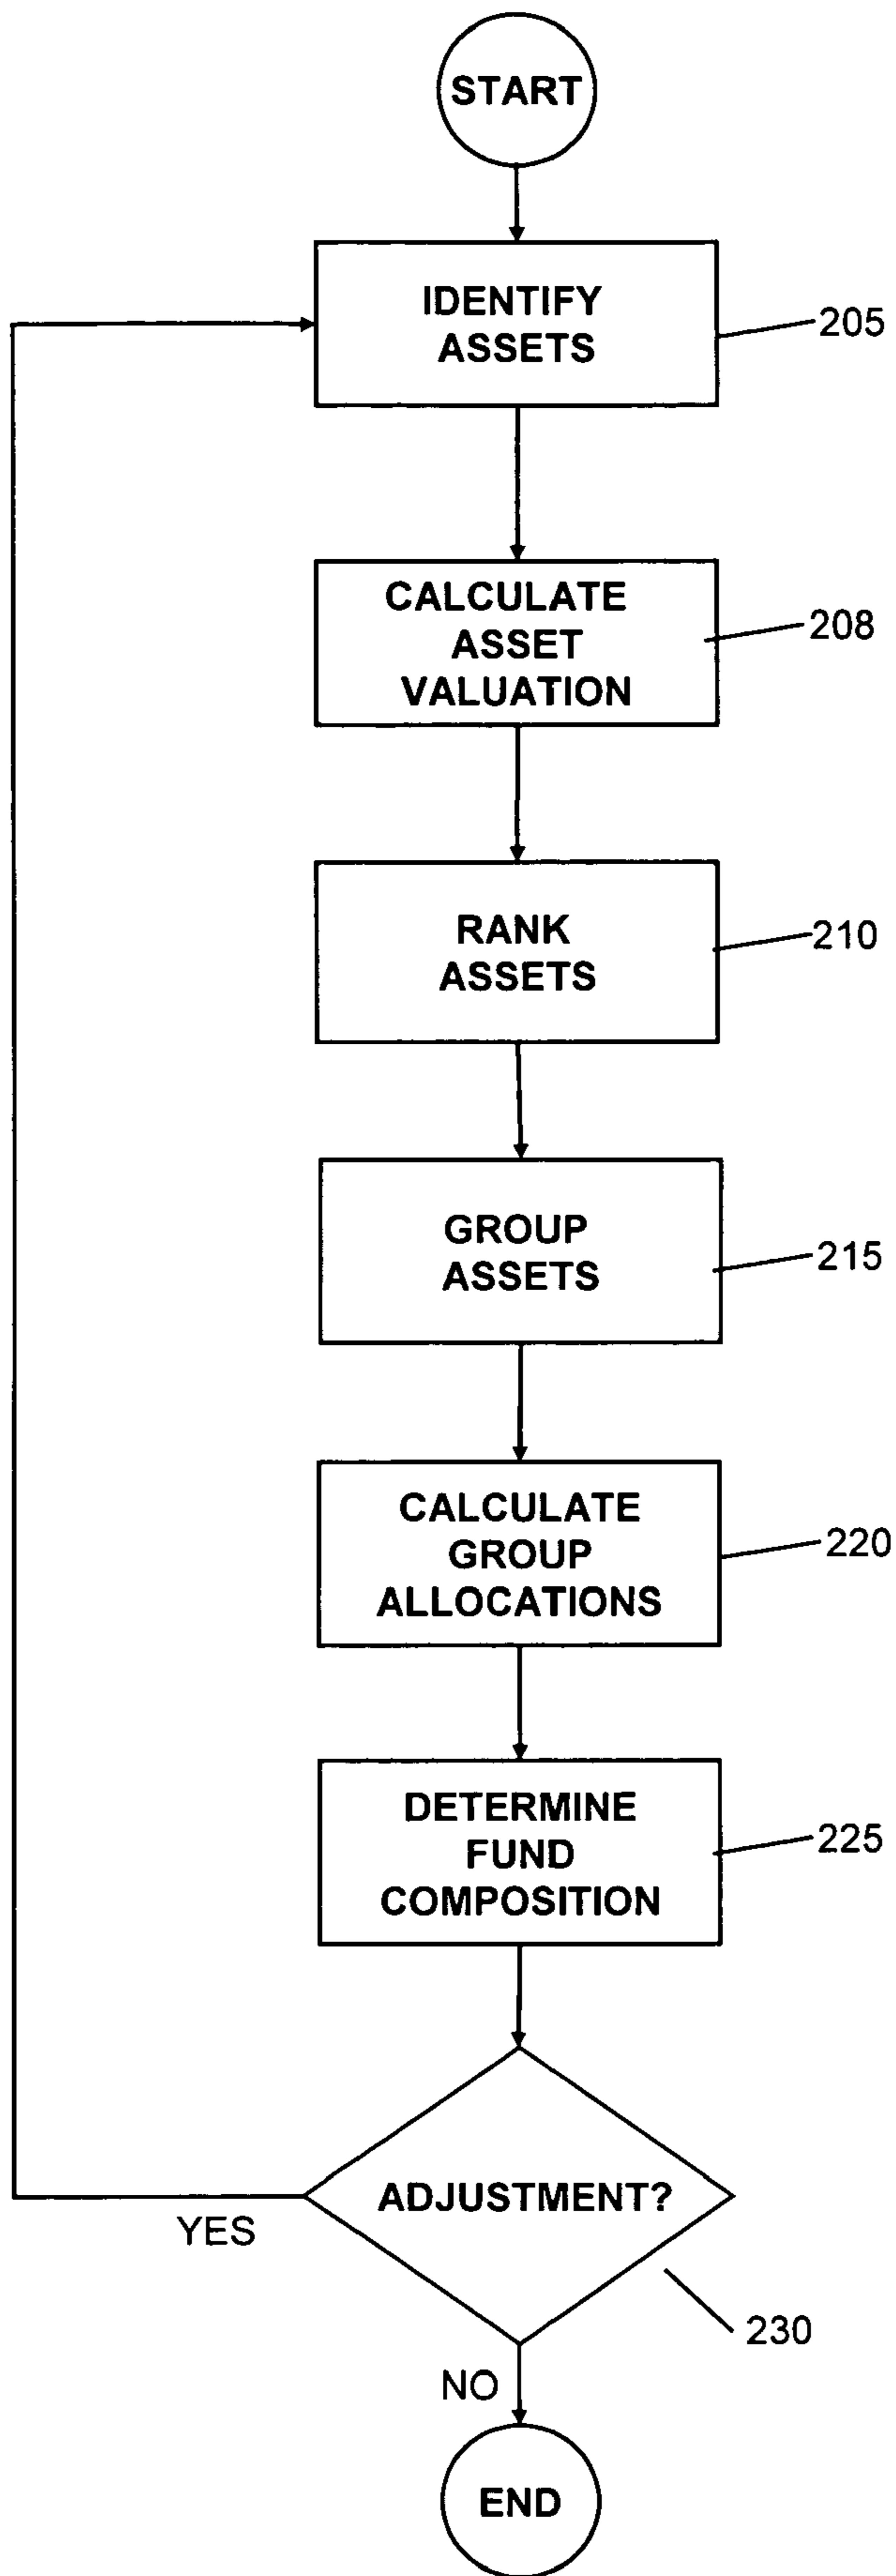 START
IDENTIFY
ASSETS
205
CALCULATE
ASSET
VALUATION
208
RANK
ASSETS
210
GROUP
ASSETS
215
CALCULATE
GROUP
ALLOCATIONS
220
DETERMINE
FUND
COMPOSITION
225
ADJUSTMENT?
YES
230
NO
END